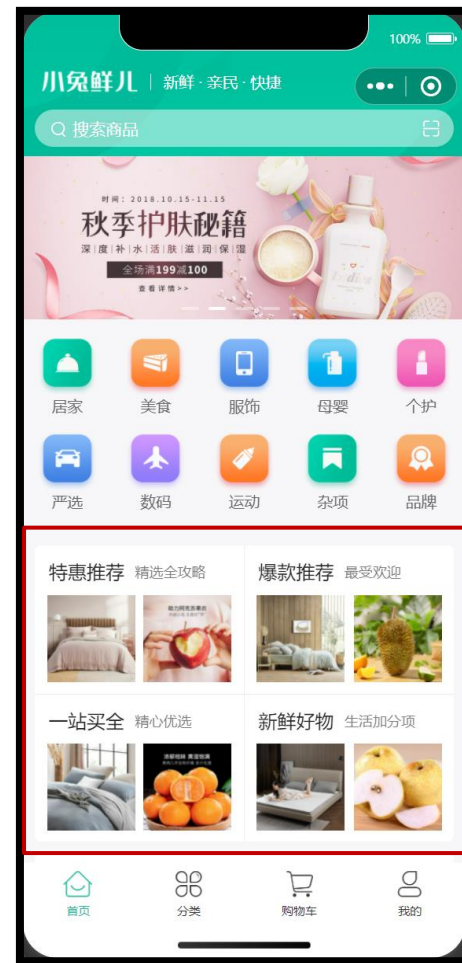 100%
小兔鲜儿 新鲜·亲民·快捷
搜索商品
时间：2018.10.15-11.15
秋季护肤秘籍
深|度|补|水|活|肤|滋|润|保|湿
全场满199减100
查看详情>>
居家 美食 服饰 母婴 个护
严选 数码 运动 杂项 品牌
特惠推荐 精选全攻略 爆款推荐 最受欢迎
一站买全 精心优选 新鲜好物 生活加分项
首页 分类 购物车 我的